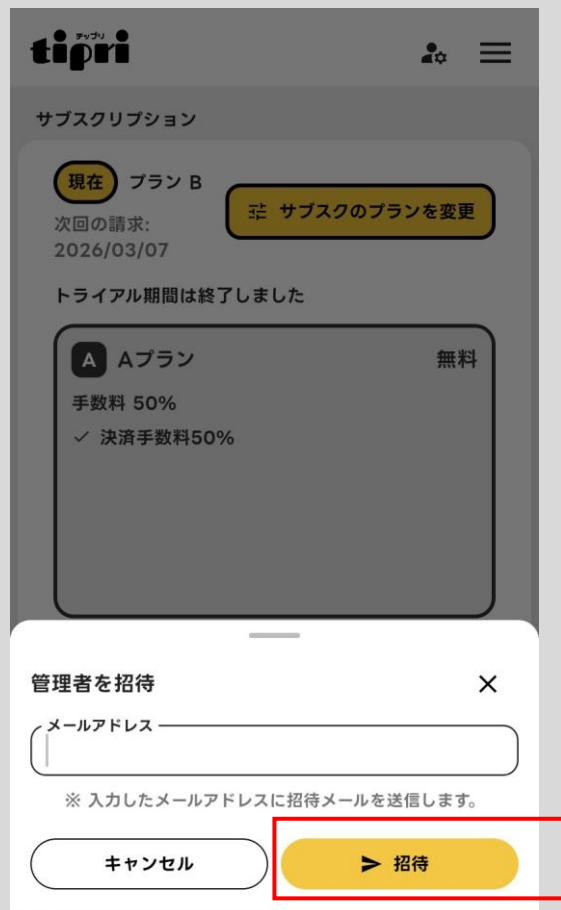 テップリ
tipri
サブスクリプション
現在 プラン B
次回の請求:
2026/03/07
サブスクのプランを変更
トライアル期間は終了しました
A Aプラン 無料
手数料 50%
✓ 決済手数料50%
管理者を招待
メールアドレス
※ 入力したメールアドレスに招待メールを送信します。
キャンセル
招待